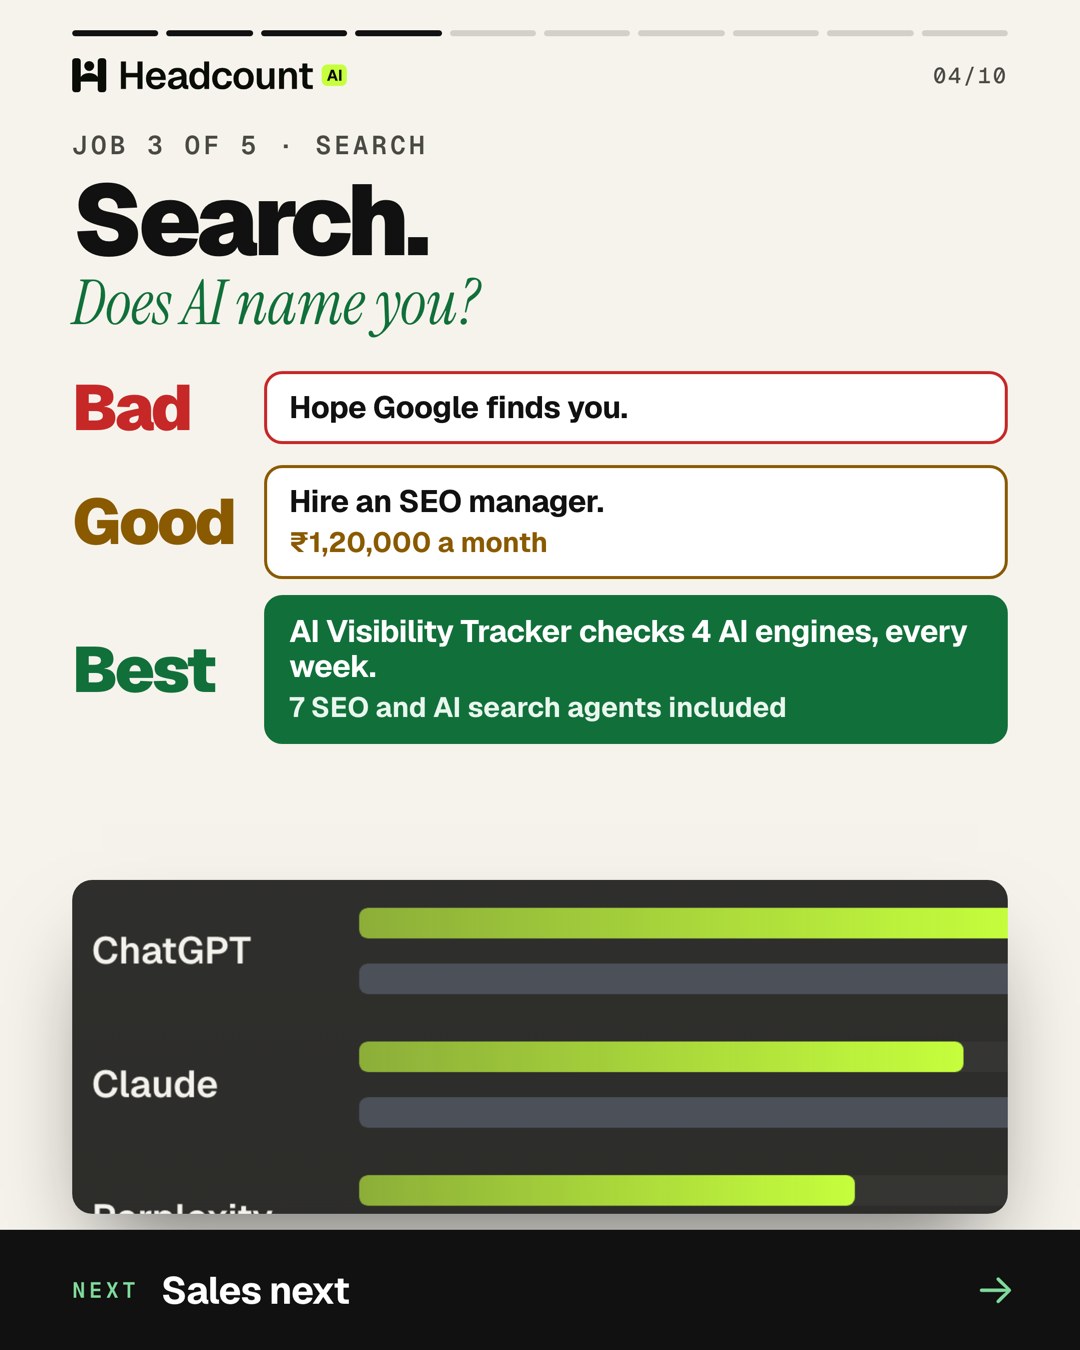 Headcount AI
04/10
JOB 3 OF 5 · SEARCH
Search.
Does AI name you?
Bad
Hope Google finds you.
Good
Hire an SEO manager.
₹1,20,000 a month
Best
AI Visibility Tracker checks 4 AI engines, every
week.
7 SEO and AI search agents included
ChatGPT
Claude
Perplexity
NEXT Sales next